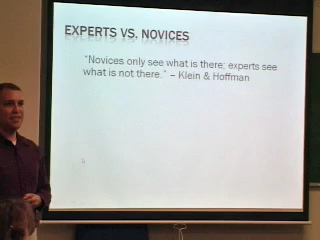 EXPERTS VS. NOVICES
"Novices only see what is there; experts see
what is not there." – Klein & Hoffman